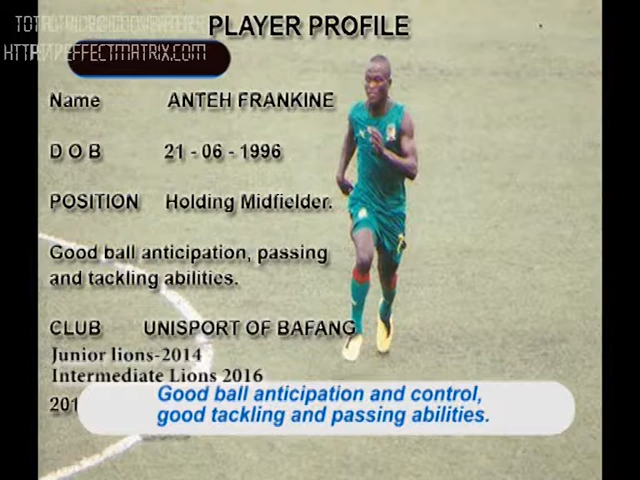 PLAYER PROFILE
HTTP://PEFFECTMATRIX.COM
Name ANTEH FRANKINE
D O B 21 - 06 - 1996
POSITION Holding Midfielder.
Good ball anticipation, passing
and tackling abilities.
CLUB UNISPORT OF BAFANG
Junior lions-2014
Intermediate Lions 2016
Good ball anticipation and control,
good tackling and passing abilities.